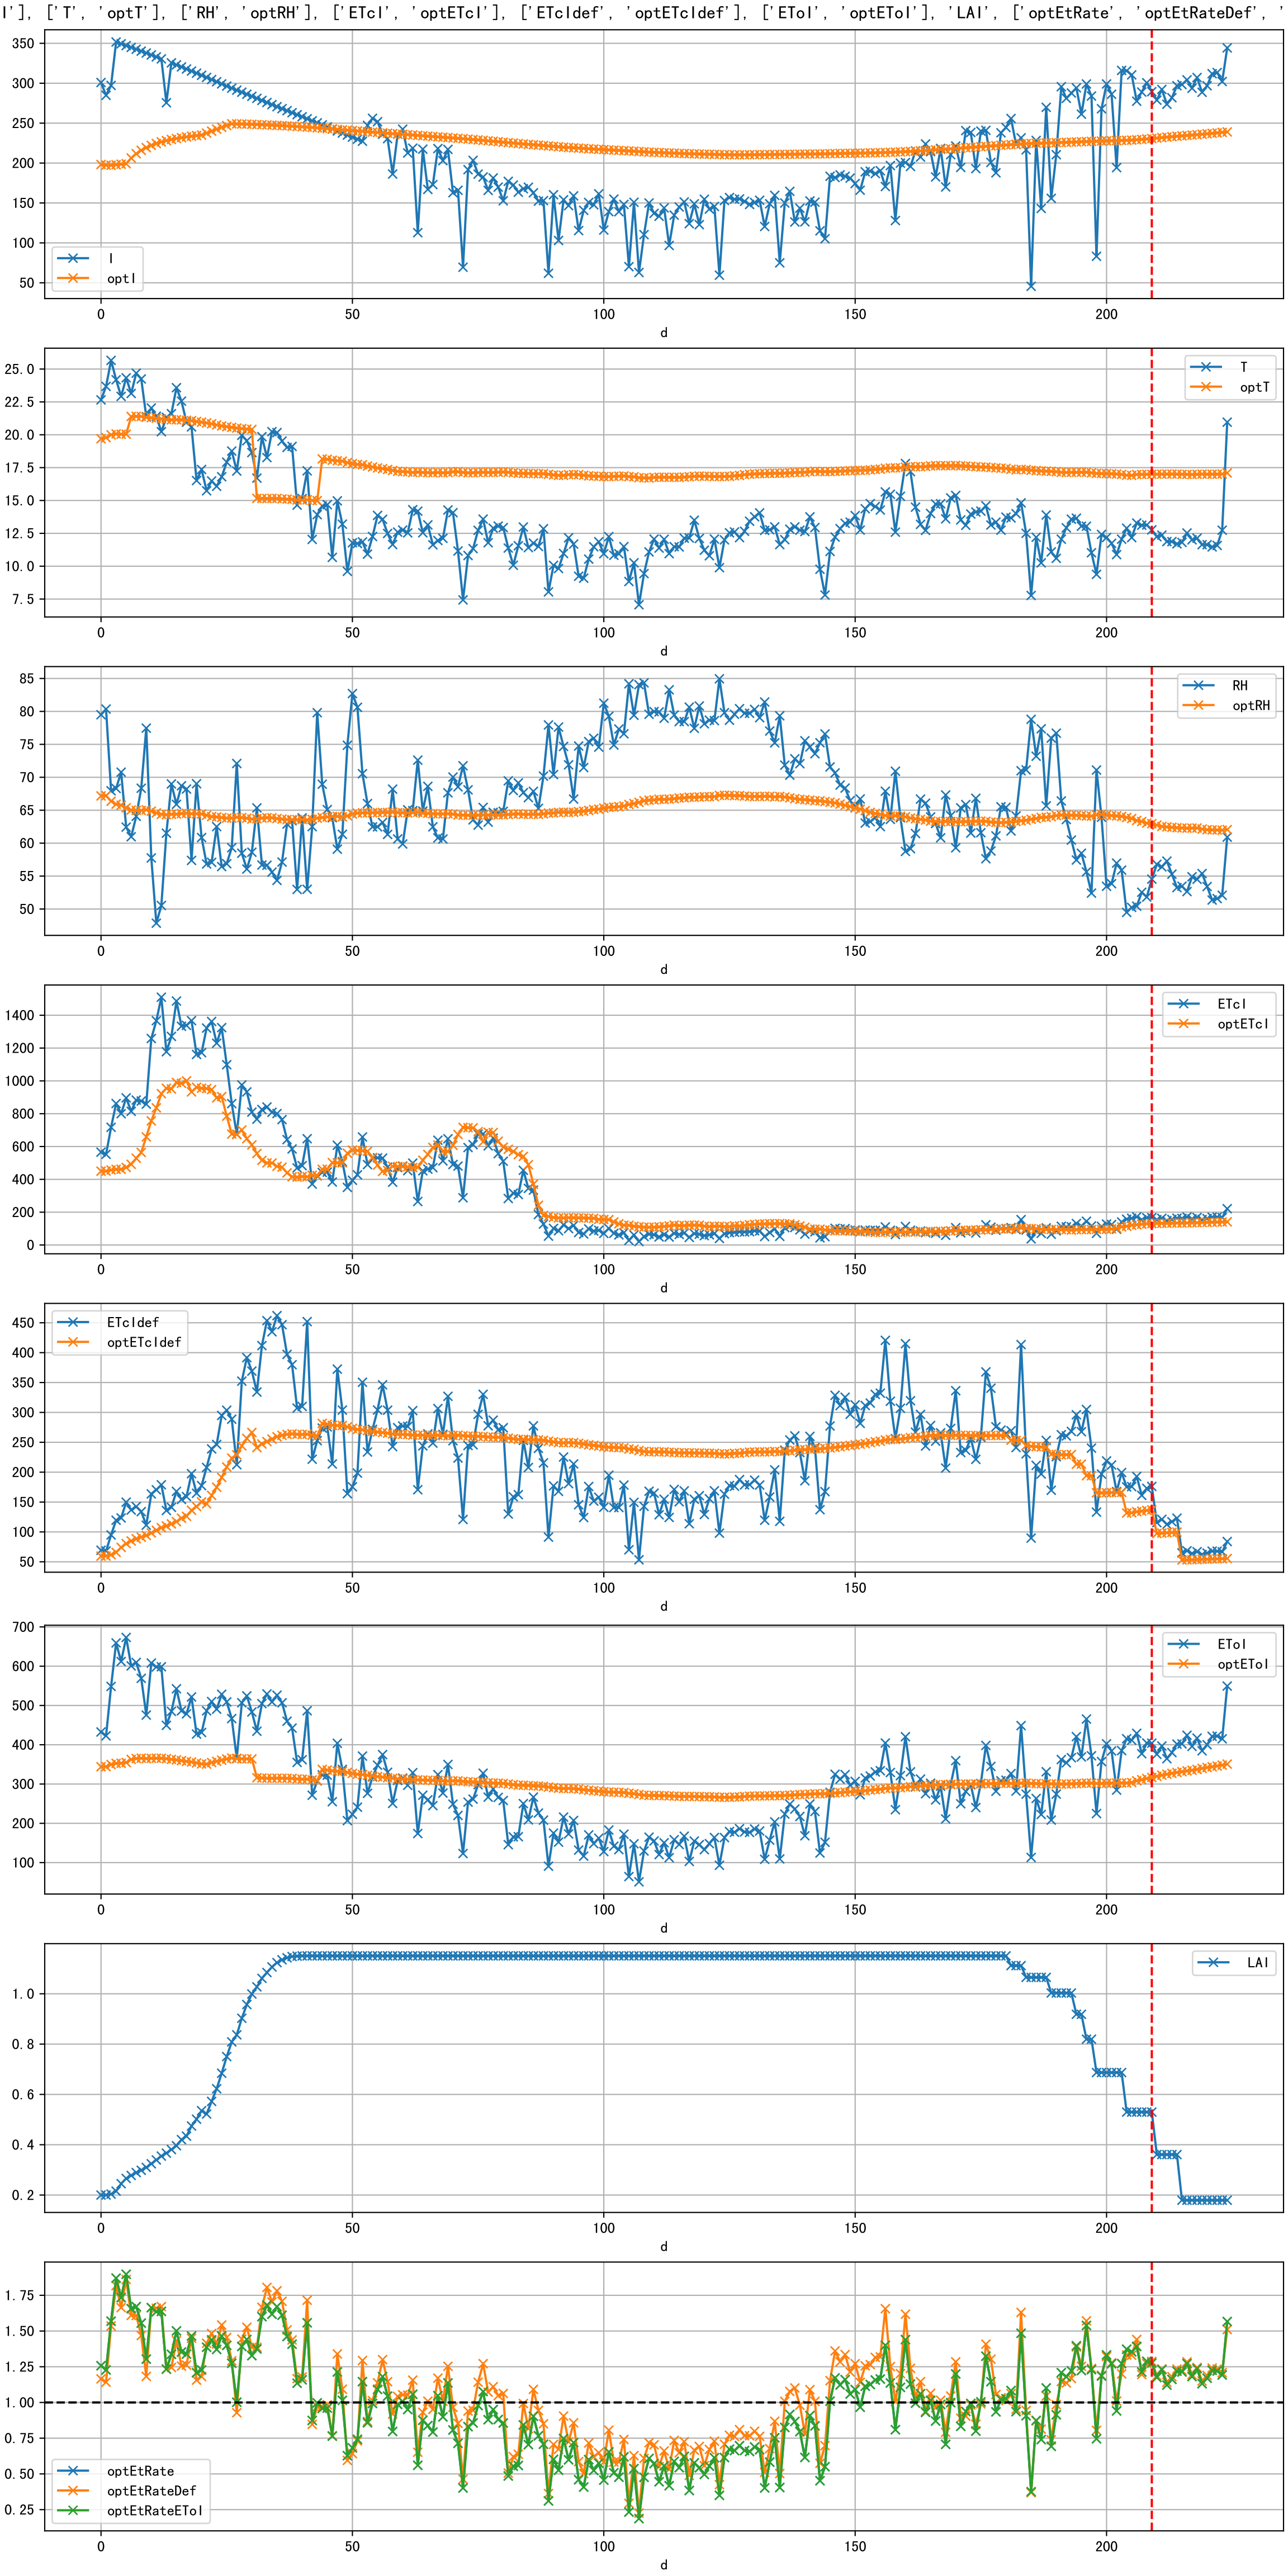 I'], ['T', 'optT'], ['RH', 'optRH'], ['ETcI', 'optETcI'], ['ETcIdef', 'optETcIdef'], ['EToI', 'optEToI'], 'LAI', ['optEtRate', 'optEtRateDef', '
350
300
250
200
150
100
50
I
optI
0 50 100 150 200
d
25.0
22.5
20.0
17.5
15.0
12.5
10.0
7.5
T
optT
0 50 100 150 200
d
85
80
75
70
65
60
55
50
RH
optRH
0 50 100 150 200
d
1400
1200
1000
800
600
400
200
0
ETcI
optETcI
0 50 100 150 200
d
450
400
350
300
250
200
150
100
50
ETcIdef
optETcIdef
0 50 100 150 200
d
700
600
500
400
300
200
100
EToI
optEToI
0 50 100 150 200
d
1.0
0.8
0.6
0.4
0.2
LAI
0 50 100 150 200
d
1.75
1.50
1.25
1.00
0.75
0.50
0.25
optEtRate
optEtRateDef
optEtRateEToI
0 50 100 150 200
d